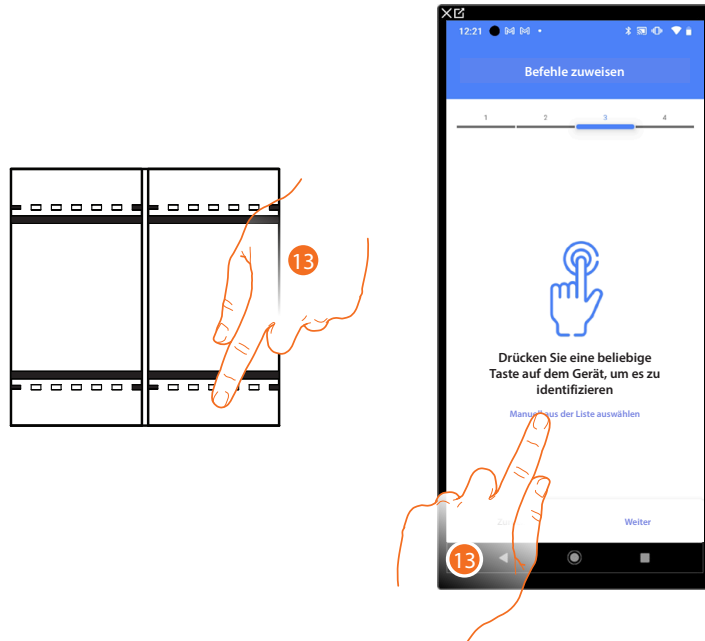 12:21
Befehle zuweisen
1 2 3 4
13
Drücken Sie eine beliebige
Taste auf dem Gerät, um es zu
identifizieren
Manuell aus der Liste auswählen
Weiter
13